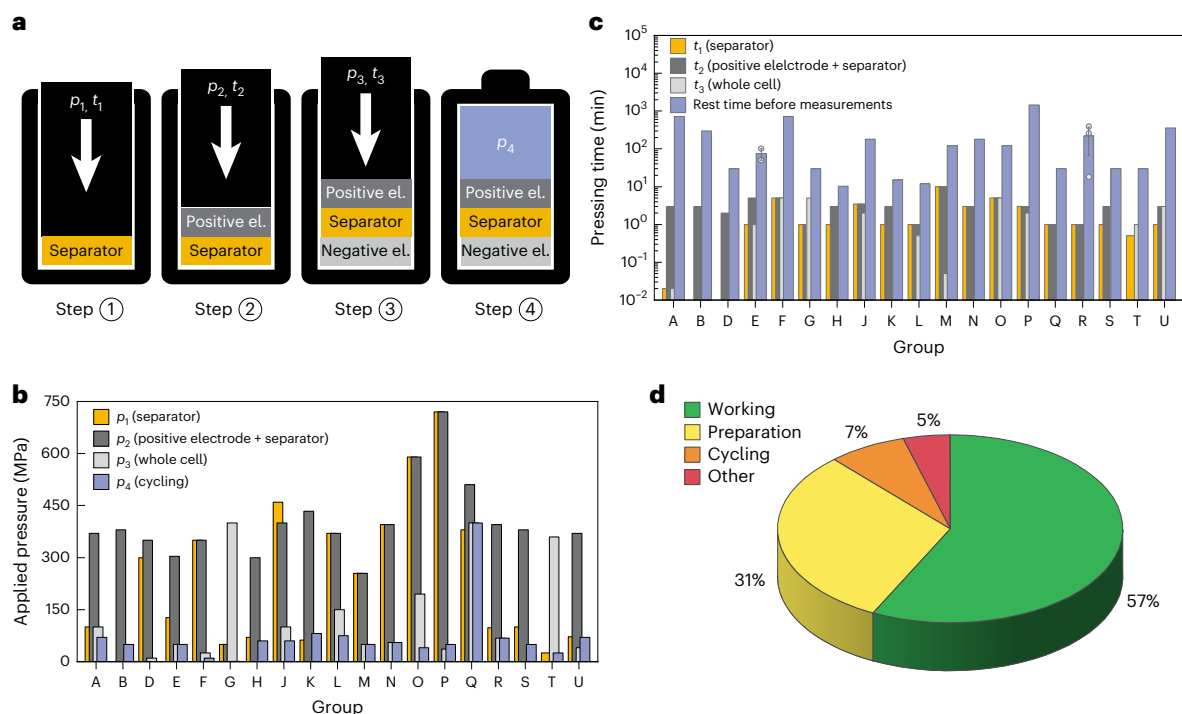 a
p1, t1
Separator
Step 1
p2, t2
Positive el.
Separator
Step 2
p3, t3
Positive el.
Separator
Negative el.
Step 3
p4
Positive el.
Separator
Negative el.
Step 4
b
Applied pressure (MPa)
750
600
450
300
150
0
p1 (separator)
p2 (positive electrode + separator)
p3 (whole cell)
p4 (cycling)
A B D E F G H J K L M N O P Q R S T U
Group
c
Pressing time (min)
10^5
10^4
10^3
10^2
10^1
10^0
10^−1
10^−2
t1 (separator)
t2 (positive elelctrode + separator)
t3 (whole cell)
Rest time before measurements
A B D E F G H J K L M N O P Q R S T U
Group
d
Working
Preparation
Cycling
Other
5%
7%
31%
57%